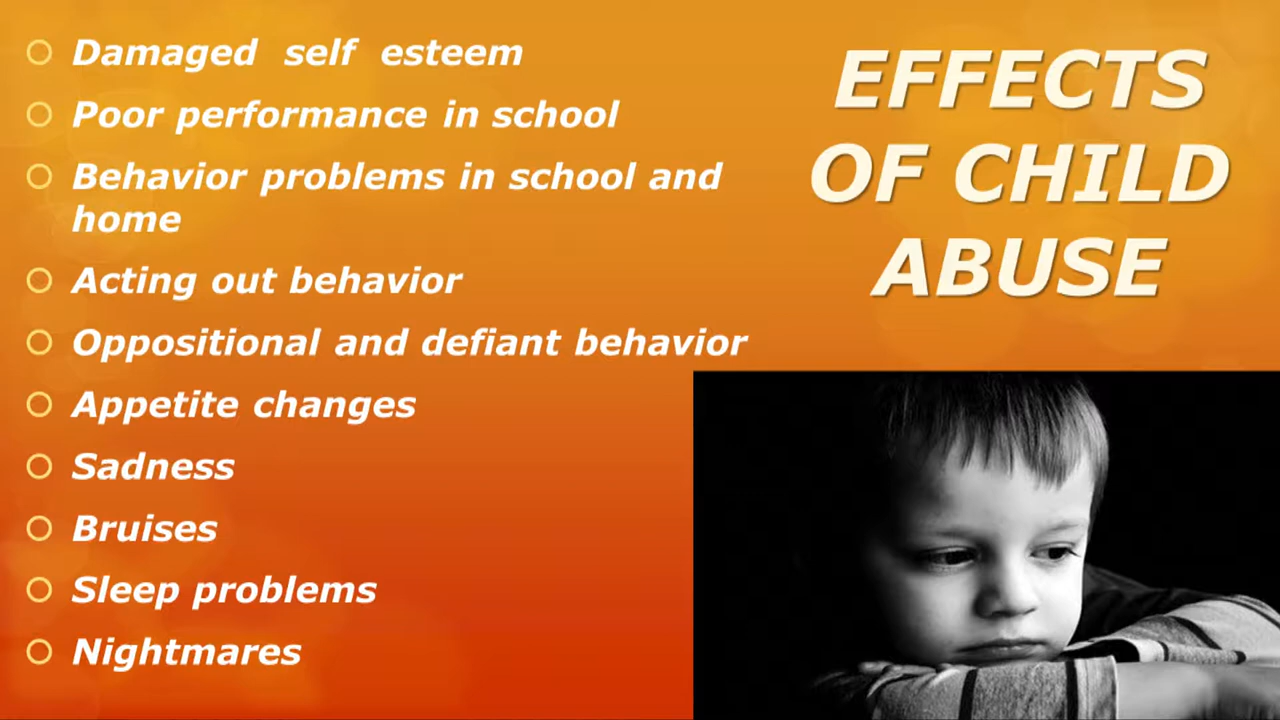 EFFECTS
OF CHILD
ABUSE
Damaged self esteem
Poor performance in school
Behavior problems in school and
home
Acting out behavior
Oppositional and defiant behavior
Appetite changes
Sadness
Bruises
Sleep problems
Nightmares